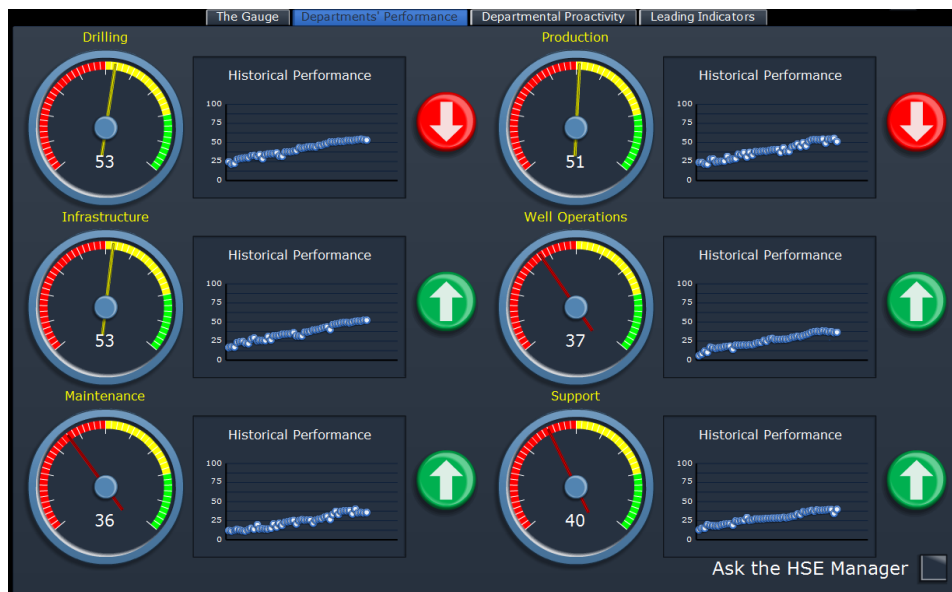 The Gauge Departments' Performance Departmental Proactivity Leading Indicators
Drilling
53
Historical Performance
100
75
50
25
0
Production
51
Historical Performance
100
75
50
25
0
Infrastructure
53
Historical Performance
100
75
50
25
0
Well Operations
37
Historical Performance
100
75
50
25
0
Maintenance
36
Historical Performance
100
75
50
25
0
Support
40
Historical Performance
100
75
50
25
0
Ask the HSE Manager